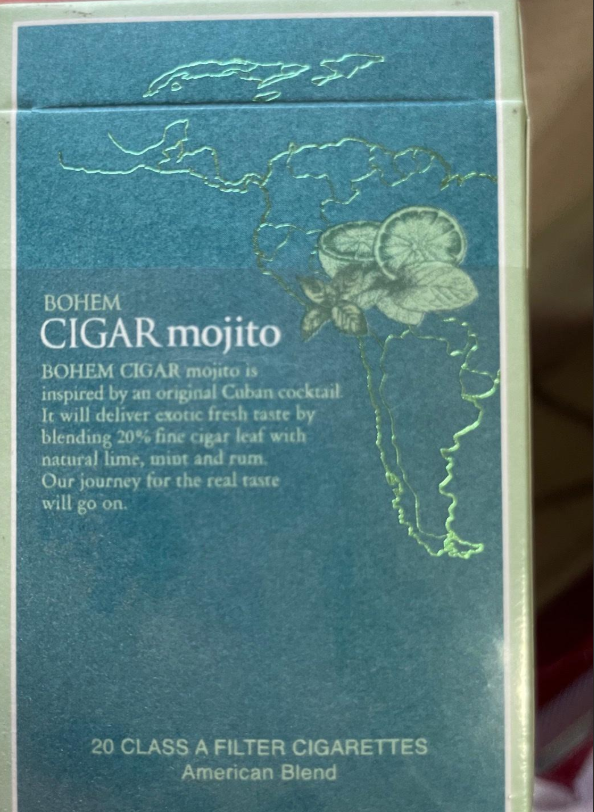 BOHEM
CIGAR mojito
BOHEM CIGAR mojito is
inspired by an original Cuban cocktail.
It will deliver exotic fresh taste by
blending 20% fine cigar leaf with
natural lime, mint and rum.
Our journey for the real taste
will go on.
20 CLASS A FILTER CIGARETTES
American Blend